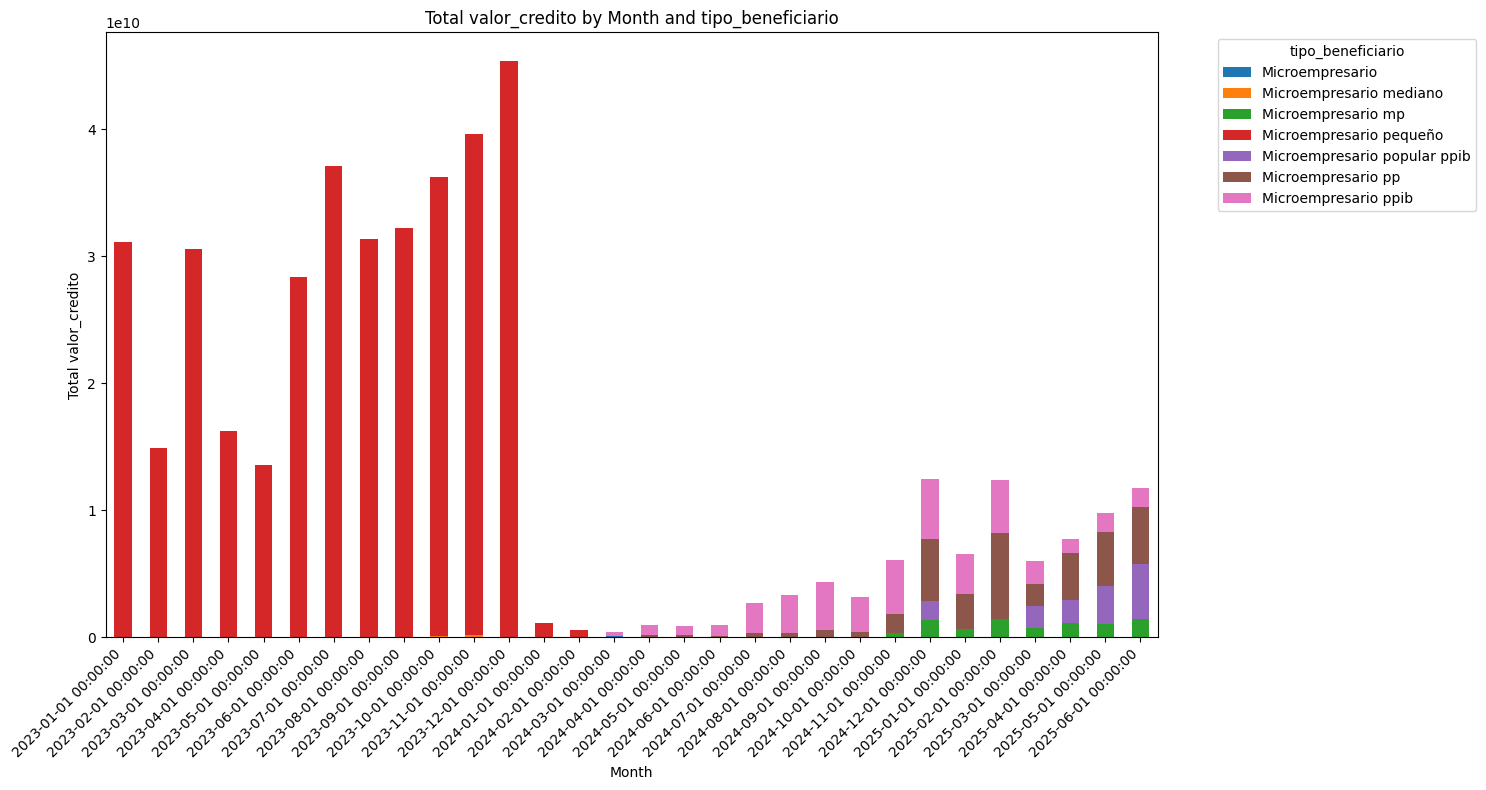 Total valor_credito by Month and tipo_beneficiario
1e10
4
3
2
1
0
Total valor_credito
2023-01-01 00:00:00
2023-02-01 00:00:00
2023-03-01 00:00:00
2023-04-01 00:00:00
2023-05-01 00:00:00
2023-06-01 00:00:00
2023-07-01 00:00:00
2023-08-01 00:00:00
2023-09-01 00:00:00
2023-10-01 00:00:00
2023-11-01 00:00:00
2023-12-01 00:00:00
2024-01-01 00:00:00
2024-02-01 00:00:00
2024-03-01 00:00:00
2024-04-01 00:00:00
2024-05-01 00:00:00
2024-06-01 00:00:00
2024-07-01 00:00:00
2024-08-01 00:00:00
2024-09-01 00:00:00
2024-10-01 00:00:00
2024-11-01 00:00:00
2024-12-01 00:00:00
2025-01-01 00:00:00
2025-02-01 00:00:00
2025-03-01 00:00:00
2025-04-01 00:00:00
2025-05-01 00:00:00
2025-06-01 00:00:00
Month
tipo_beneficiario
Microempresario
Microempresario mediano
Microempresario mp
Microempresario pequeño
Microempresario popular ppib
Microempresario pp
Microempresario ppib